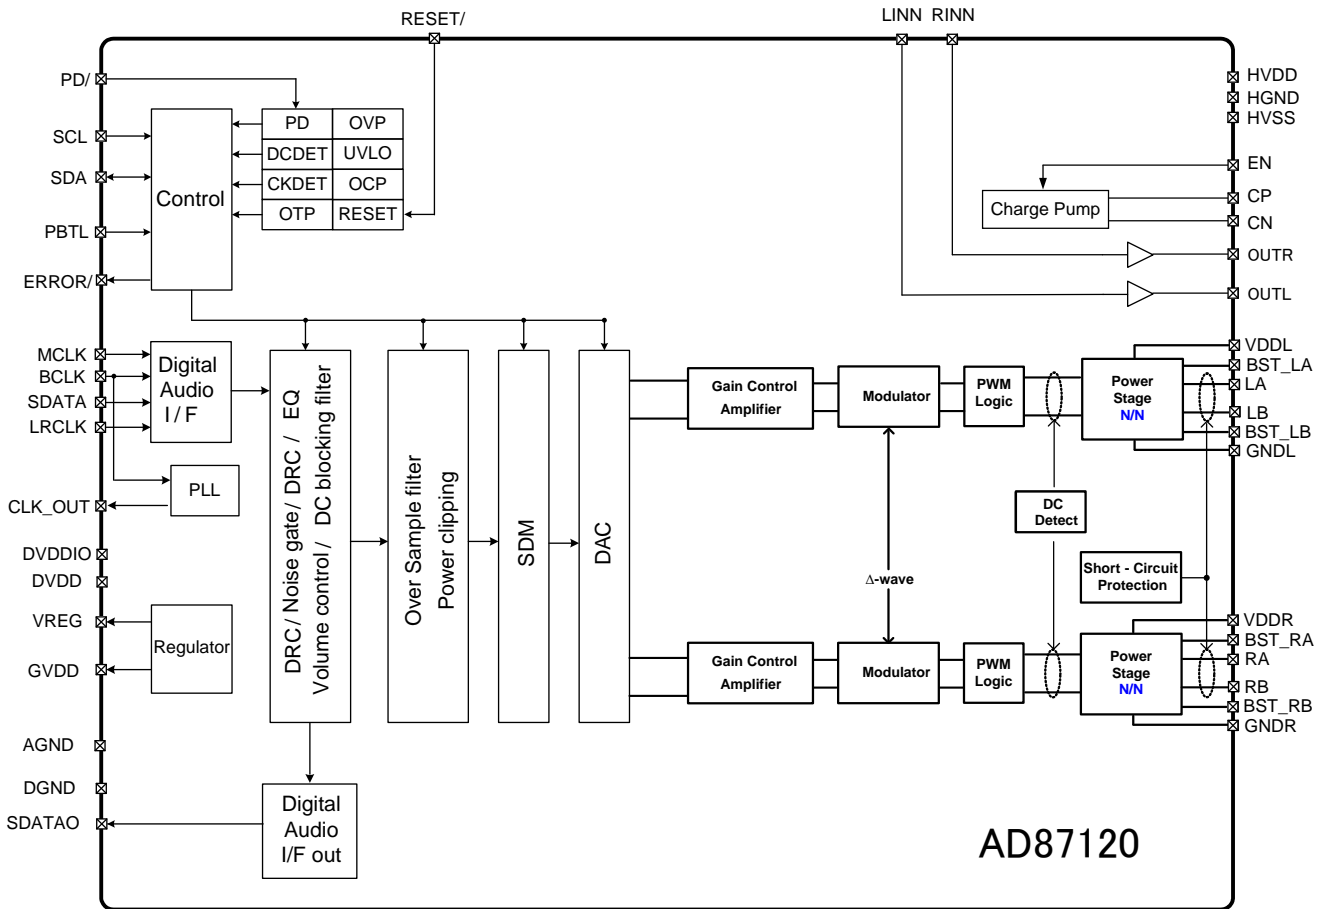 RESET/
LINN RINN
PD/
SCL
SDA
PBTL
ERROR/
MCLK
BCLK
SDATA
LRCLK
CLK_OUT
DVDDIO
DVDD
VREG
GVDD
AGND
DGND
SDATAO
Control
PD OVP
DCDET UVLO
CKDET OCP
OTP RESET
Digital
Audio
I / F
PLL
Regulator
DRC/ Noise gate/ DRC / EQ
Volume control / DC blocking filter
Over Sample filter
Power clipping
SDM
DAC
Digital
Audio
I/F out
Charge Pump
HVDD
HGND
HVSS
EN
CP
CN
OUTR
OUTL
Gain Control
Amplifier
Modulator
PWM
Logic
Power
Stage
N/N
VDDL
BST_LA
LA
LB
BST_LB
GNDL
DC
Detect
Δ-wave
Short - Circuit
Protection
Gain Control
Amplifier
Modulator
PWM
Logic
Power
Stage
N/N
VDDR
BST_RA
RA
RB
BST_RB
GNDR
AD87120